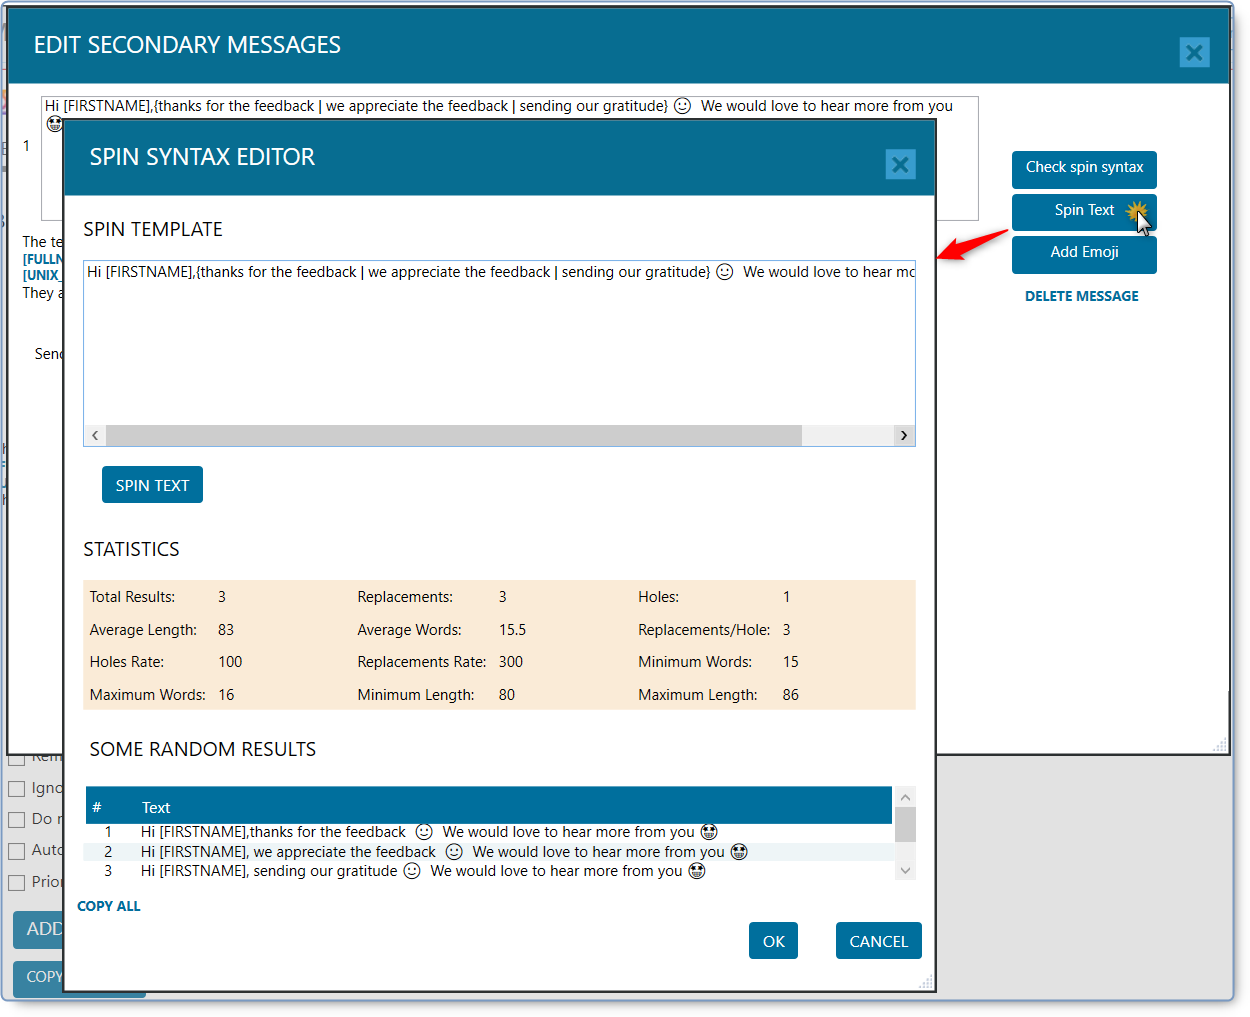 EDIT SECONDARY MESSAGES
Hi [FIRSTNAME],{thanks for the feedback | we appreciate the feedback | sending our gratitude} 🙂 We would love to hear more from you
🤩
1
Check spin syntax
Spin Text
Add Emoji
DELETE MESSAGE
The te
[FULLN
[UNIX_
They a
Send
SPIN SYNTAX EDITOR
SPIN TEMPLATE
Hi [FIRSTNAME],{thanks for the feedback | we appreciate the feedback | sending our gratitude} 🙂 We would love to hear mo
SPIN TEXT
STATISTICS
Total Results: 3 Replacements: 3 Holes: 1
Average Length: 83 Average Words: 15.5 Replacements/Hole: 3
Holes Rate: 100 Replacements Rate: 300 Minimum Words: 15
Maximum Words: 16 Minimum Length: 80 Maximum Length: 86
SOME RANDOM RESULTS
# Text
1 Hi [FIRSTNAME],thanks for the feedback 🙂 We would love to hear more from you 🤩
2 Hi [FIRSTNAME], we appreciate the feedback 🙂 We would love to hear more from you 🤩
3 Hi [FIRSTNAME], sending our gratitude 🙂 We would love to hear more from you 🤩
COPY ALL
OK
CANCEL
Igno
Do r
Auto
Prior
ADD
COPY